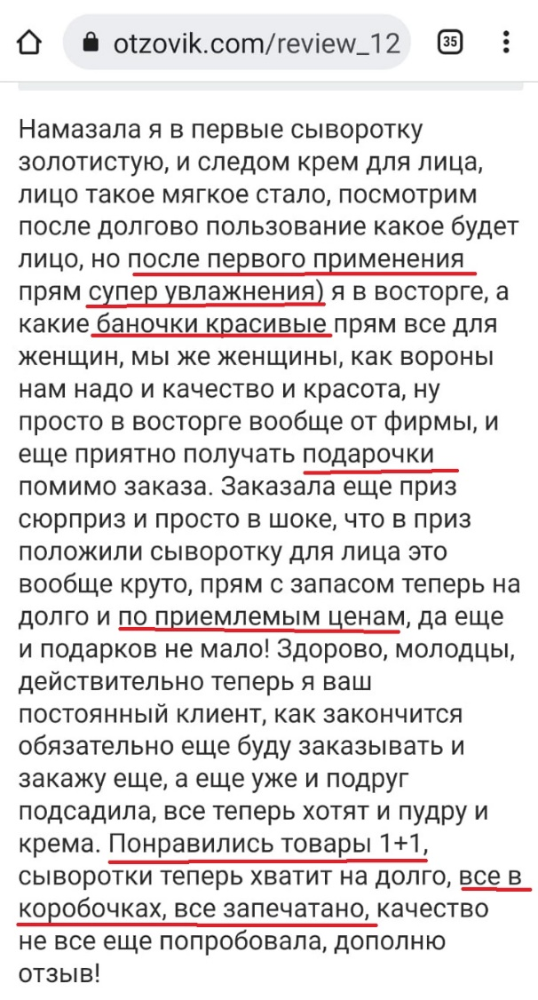 otzovik.com/review_12
35
Намазала я в первые сыворотку
золотистую, и следом крем для лица,
лицо такое мягкое стало, посмотрим
после долгово пользование какое будет
лицо, но после первого применения
прям супер увлажнения) я в восторге, а
какие баночки красивые прям все для
женщин, мы же женщины, как вороны
нам надо и качество и красота, ну
просто в восторге вообще от фирмы, и
еще приятно получать подарочки
помимо заказа. Заказала еще приз
сюрприз и просто в шоке, что в приз
положили сыворотку для лица это
вообще круто, прям с запасом теперь на
долго и по приемлемым ценам, да еще
и подарков не мало! Здорово, молодцы,
действительно теперь я ваш
постоянный клиент, как закончится
обязательно еще буду заказывать и
закажу еще, а еще уже и подруг
подсадила, все теперь хотят и пудру и
крема. Понравились товары 1+1,
сыворотки теперь хватит на долго, все в
коробочках, все запечатано, качество
не все еще попробовала, дополню
отзыв!